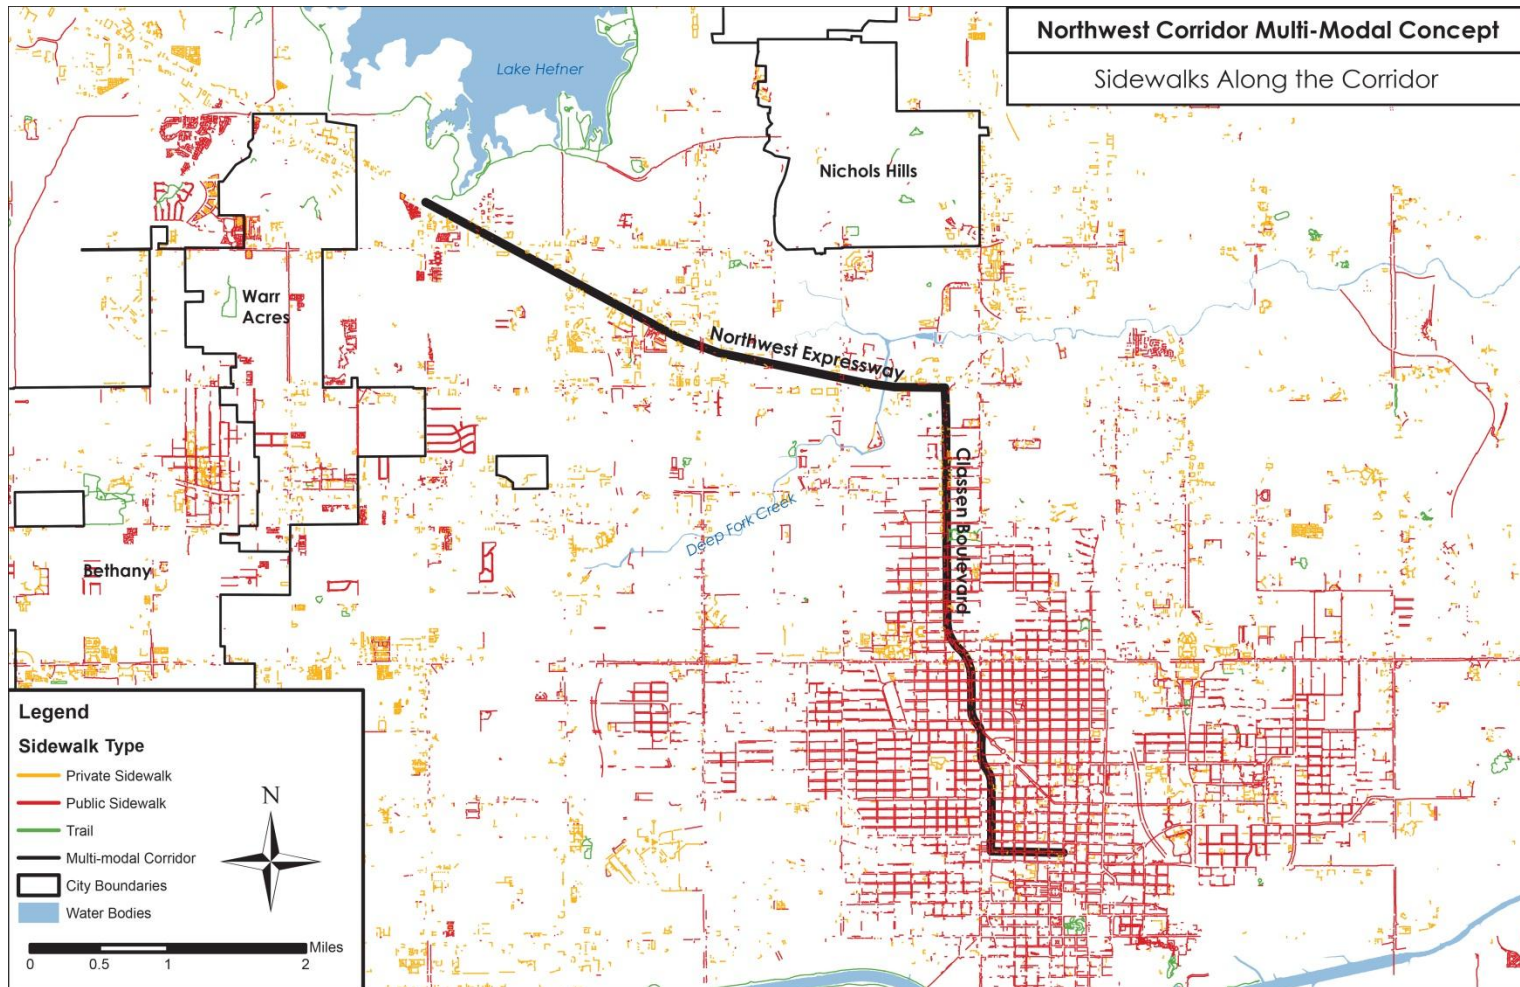 Northwest Corridor Multi-Modal Concept
Sidewalks Along the Corridor
Lake Hefner
Nichols Hills
Warr
Acres
Northwest Expressway
Classen Boulevard
Deep Fork Creek
Bethany
Legend
Sidewalk Type
Private Sidewalk
Public Sidewalk
Trail
Multi-modal Corridor
City Boundaries
Water Bodies
N
Miles
0 0.5 1 2